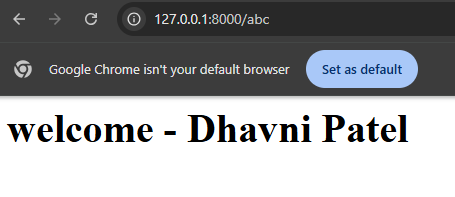 127.0.0.1:8000/abc
Google Chrome isn't your default browser Set as default
welcome - Dhavni Patel